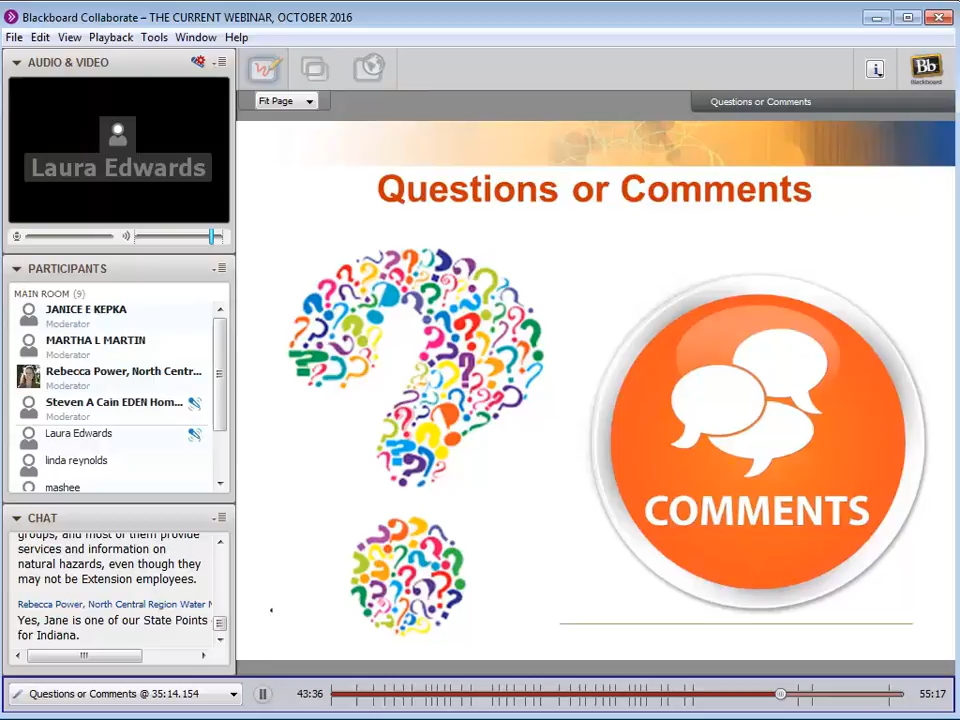 Blackboard Collaborate – THE CURRENT WEBINAR, OCTOBER 2016
File Edit View Playback Tools Window Help
AUDIO & VIDEO
Laura Edwards
PARTICIPANTS
MAIN ROOM (9)
JANICE E KEPKA
Moderator
MARTHA L MARTIN
Moderator
Rebecca Power, North Centr...
Moderator
Steven A Cain EDEN Hom...
Moderator
Laura Edwards
linda reynolds
mashee
CHAT
groups, and most of them provide
services and information on
natural hazards, even though they
may not be Extension employees.
Rebecca Power, North Central Region Water
Yes, Jane is one of our State Points
for Indiana.
Fit Page
Questions or Comments
Bb
Blackboard
Questions or Comments
COMMENTS
Questions or Comments @ 35:14.154
43:36
55:17